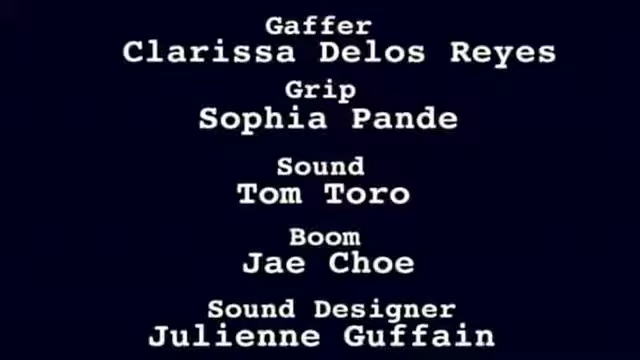 Gaffer
Clarissa Delos Reyes
Grip
Sophia Pande
Sound
Tom Toro
Boom
Jae Choe
Sound Designer
Julienne Guffain